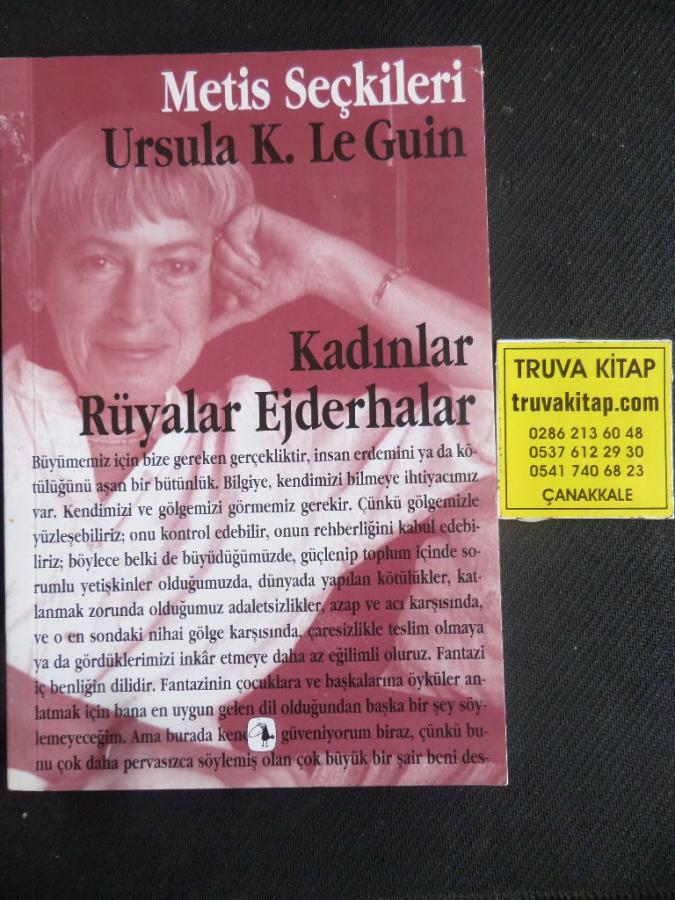 Metis Seçkileri
Ursula K. Le Guin
Kadınlar
Rüyalar Ejderhalar
Büyümemiz için bize gereken gerçekliktir, insan erdemini ya da kö-
tülüğünü aşan bir bütünlük. Bilgiye, kendimizi bilmeye ihtiyacımız
var. Kendimizi ve gölgemizi görmemiz gerekir. Çünkü gölgemizle
yüzleşebiliriz; onu kontrol edebilir, onun rehberliğini kabul edebi-
liriz; böylece belki de büyüdüğümüzde, güçlenip toplum içinde so-
rumlu yetişkinler olduğumuzda, dünyada yapılan kötülükler, kat-
lanmak zorunda olduğumuz adaletsizlikler, azap ve acı karşısında,
ve o en sondaki nihai gölge karşısında, çaresizlikle teslim olmaya
ya da gördüklerimizi inkâr etmeye daha az eğilimli oluruz. Fantazi
iç benliğin dilidir. Fantazinin çocuklara ve başkalarına öyküler an-
latmak için bana en uygun gelen dil olduğundan başka bir şey söy-
lemeyeceğim. Ama burada güveniyorum biraz, çünkü bu-
nu çok daha pervasızca söylemiş olan çok büyük bir şair beni des-
TRUVA KİTAP
truvakitap.com
0286 213 60 48
0537 612 29 30
0541 740 68 23
ÇANAKKALE